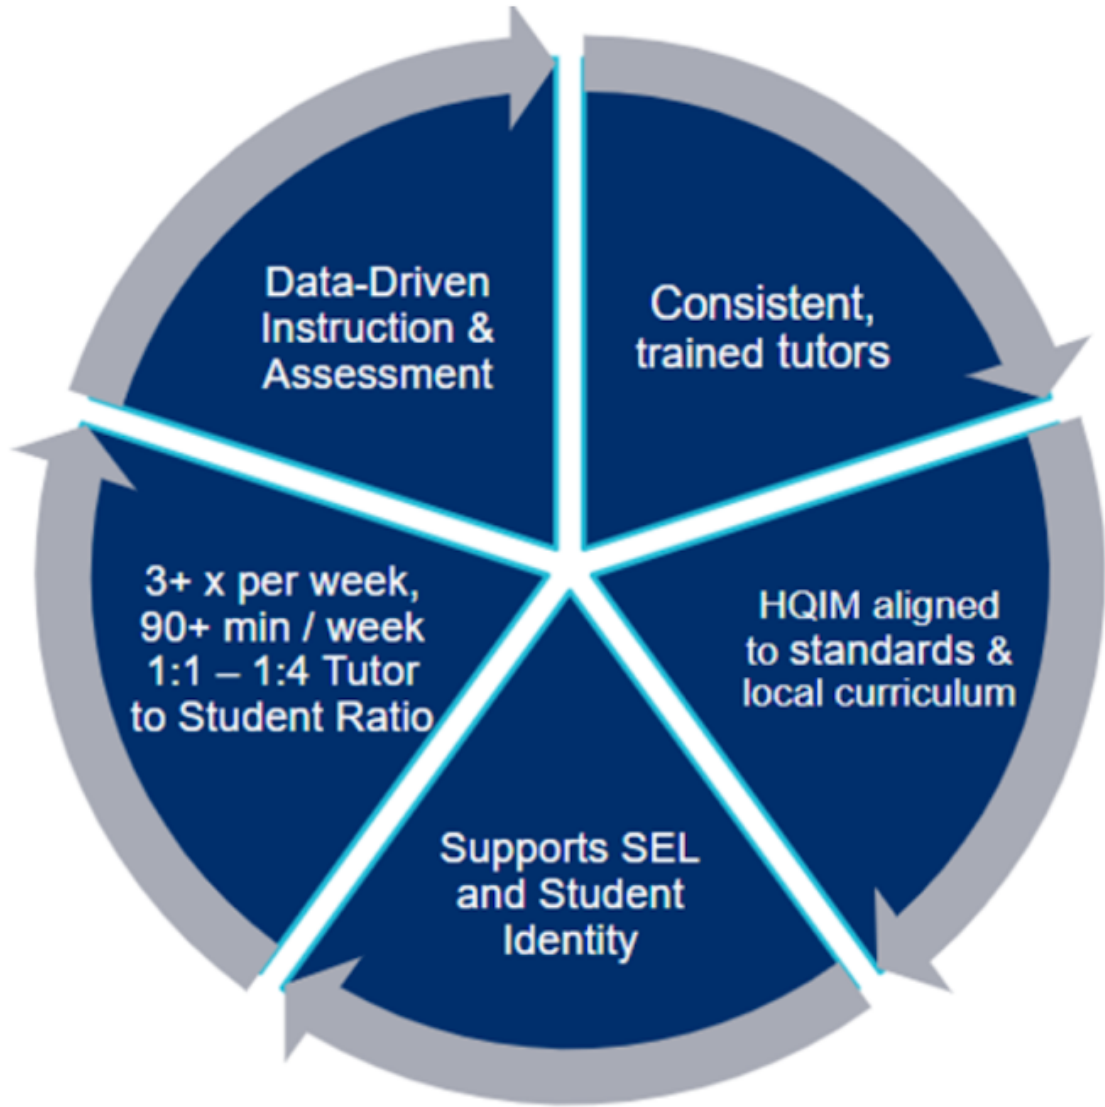 Data-Driven
Instruction &
Assessment
Consistent,
trained tutors
HQIM aligned
to standards &
local curriculum
Supports SEL
and Student
Identity
3+ x per week,
90+ min / week
1:1 – 1:4 Tutor
to Student Ratio